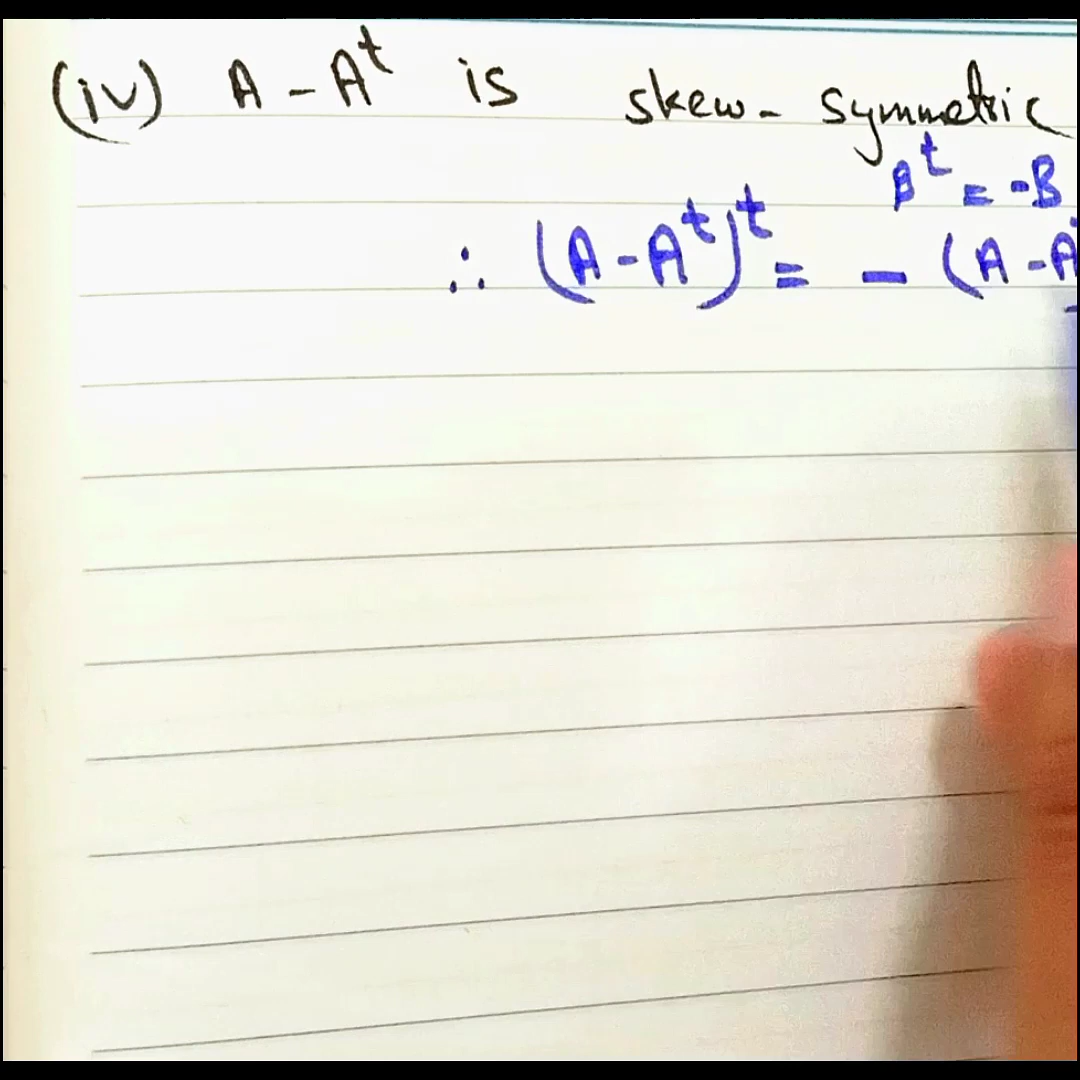 (iv) A - A^t is skew- symmetric
B^t = -B
∴ (A - A^t)^t = - (A - A